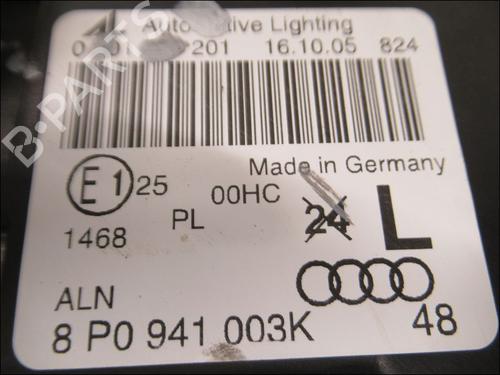 Lighting
201 16.10.05 824
Made in Germany
E1 25 00HC
PL 24 L
1468
ALN
8 P0 941 003K 48
B-PARTS